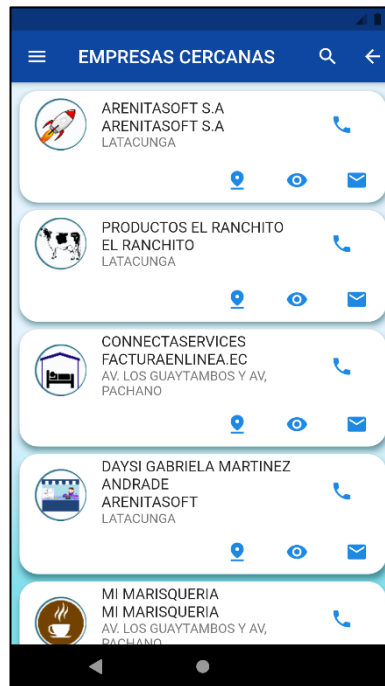 EMPRESAS CERCANAS
ARENITASOFT S.A
ARENITASOFT S.A
LATACUNGA
PRODUCTOS EL RANCHITO
EL RANCHITO
LATACUNGA
CONNECTASERVICES
FACTURAENLINEA.EC
AV. LOS GUAYTAMBOS Y AV,
PACHANO
DAYSI GABRIELA MARTINEZ
ANDRADE
ARENITASOFT
LATACUNGA
MI MARISQUERIA
MI MARISQUERIA
AV. LOS GUAYTAMBOS Y AV,
PACHANO